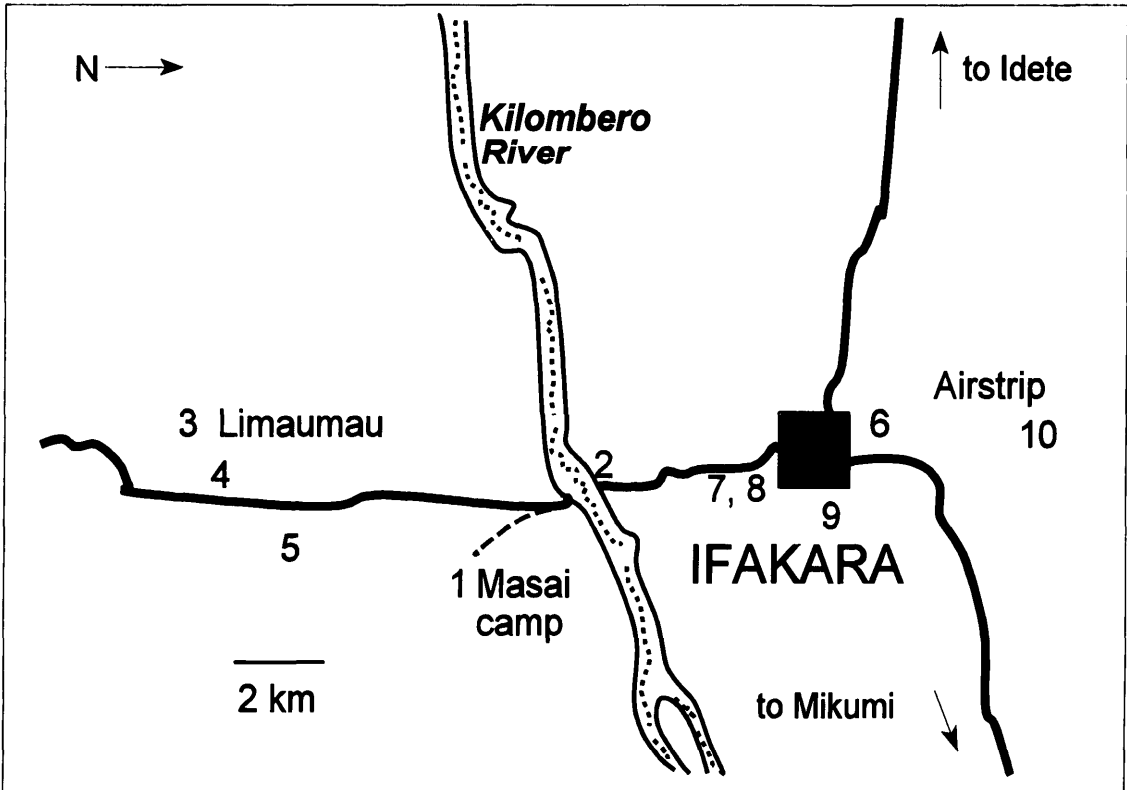 N
to Idete
Kilombero
River
Airstrip
3 Limaumau
6
10
4
2
7, 8
9
5
IFAKARA
1 Masai
camp
2 km
to Mikumi